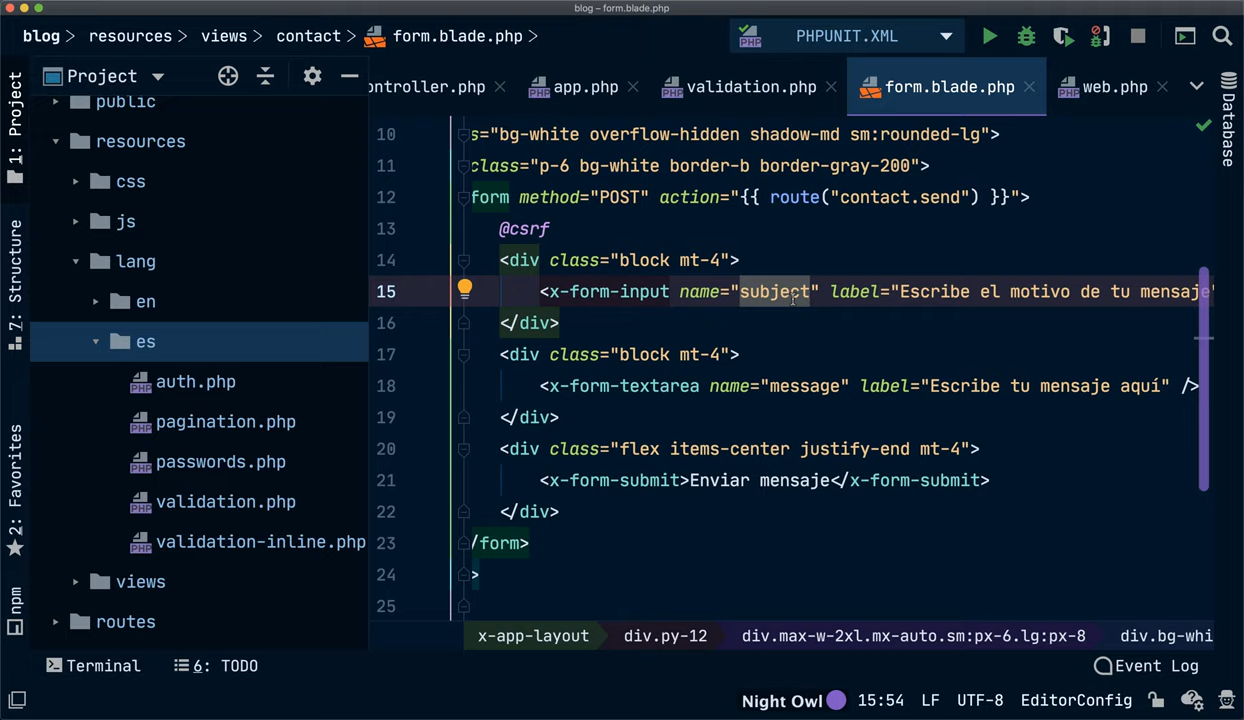 blog – form.blade.php
blog > resources > views > contact > form.blade.php >
PHPUNIT.XML
1: Project
7: Structure
2: Favorites
npm
Project
public
resources
css
js
lang
en
es
auth.php
pagination.php
passwords.php
validation.php
validation-inline.php
views
routes
ontroller.php
app.php
validation.php
form.blade.php
web.php
10 s="bg-white overflow-hidden shadow-md sm:rounded-lg">
11 class="p-6 bg-white border-b border-gray-200">
12 form method="POST" action="{{ route("contact.send") }}">
13 @csrf
14 <div class="block mt-4">
15 <x-form-input name="subject" label="Escribe el motivo de tu mensaje"
16 </div>
17 <div class="block mt-4">
18 <x-form-textarea name="message" label="Escribe tu mensaje aquí" />
19 </div>
20 <div class="flex items-center justify-end mt-4">
21 <x-form-submit>Enviar mensaje</x-form-submit>
22 </div>
23 /form>
24 >
25
x-app-layout div.py-12 div.max-w-2xl.mx-auto.sm:px-6.lg:px-8 div.bg-whi
Database
Terminal 6: TODO Event Log
Night Owl 15:54 LF UTF-8 EditorConfig